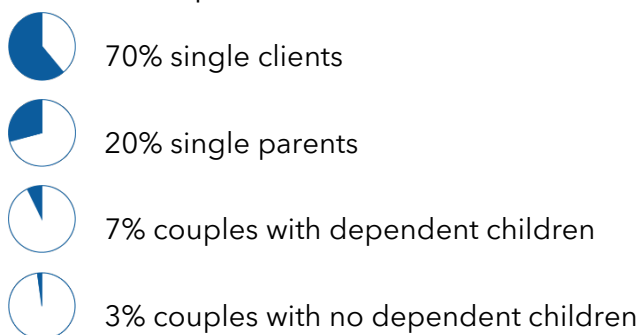 70% single clients
20% single parents
7% couples with dependent children
3% couples with no dependent children